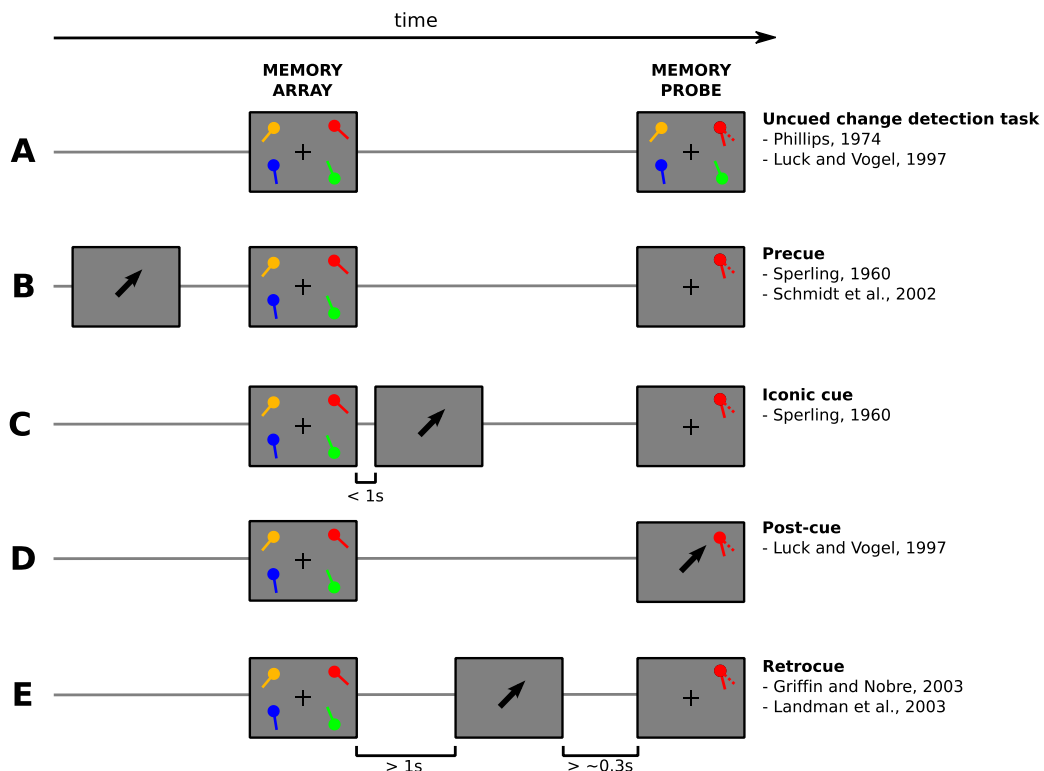 time
MEMORY
ARRAY
MEMORY
PROBE
A
Uncued change detection task
- Phillips, 1974
- Luck and Vogel, 1997
B
Precue
- Sperling, 1960
- Schmidt et al., 2002
C
Iconic cue
- Sperling, 1960
< 1s
D
Post-cue
- Luck and Vogel, 1997
E
Retrocue
- Griffin and Nobre, 2003
- Landman et al., 2003
> 1s
> ~0.3s